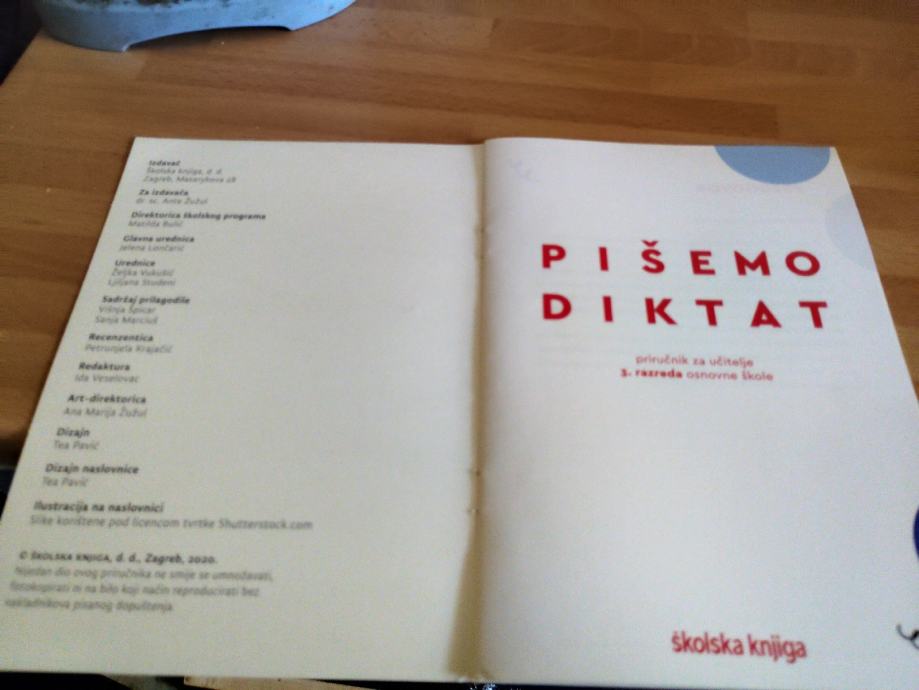 Izdavač
Školska knjiga, d. d.
Zagreb, Masarykova 28
Za izdavača
dr. sc. Ante Žužul
Direktorica školskog programa
Matilda Bulić
Glavna urednica
Jelena Lončarić
Urednice
Željka Vukušić
Ljiljana Studeni
Sadržaj prilagodile
Višnja Špicar
Sanja Marciuš
Recenzentica
Petrunjela Krajačić
Redaktura
Ida Veselovac
Art-direktorica
Ana Marija Žužul
Dizajn
Tea Pavić
Dizajn naslovnice
Tea Pavić
Ilustracija na naslovnici
Slike korištene pod licencom tvrtke Shutterstock.com
© ŠKOLSKA KNJIGA, d. d., Zagreb, 2020.
Nijedan dio ovog priručnika ne smije se umnožavati,
fotokopirati ni na bilo koji način reproducirati bez
nakladnikova pisanog dopuštenja.
PIŠEMO
DIKTAT
priručnik za učitelje
3. razreda osnovne škole
školska knjiga